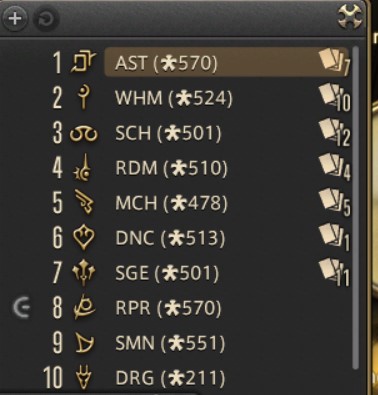 1 AST (★570) 7
2 WHM (★524) 10
3 SCH (★501) 12
4 RDM (★510) 4
5 MCH (★478) 5
6 DNC (★513) 1
7 SGE (★501) 11
8 RPR (★570)
9 SMN (★551)
10 DRG (★211)